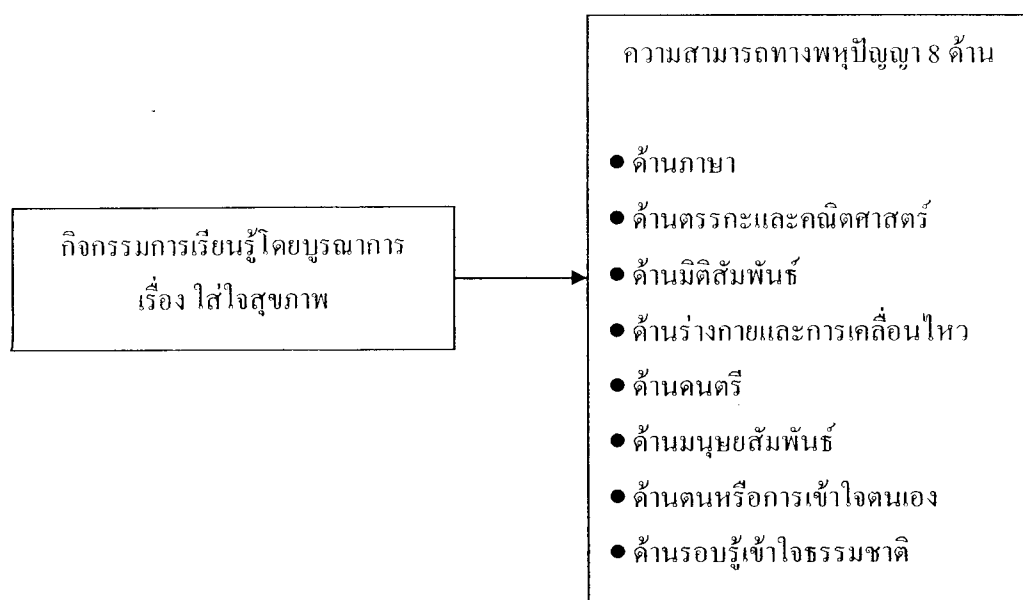 กิจกรรมการเรียนรู้โดยบูรณาการ
เรื่อง ใส่ใจสุขภาพ
ความสามารถทางพหุปัญญา 8 ด้าน
● ด้านภาษา
● ด้านตรรกะและคณิตศาสตร์
● ด้านมิติสัมพันธ์
● ด้านร่างกายและการเคลื่อนไหว
● ด้านดนตรี
● ด้านมนุษยสัมพันธ์
● ด้านตนหรือการเข้าใจตนเอง
● ด้านรอบรู้เข้าใจธรรมชาติ